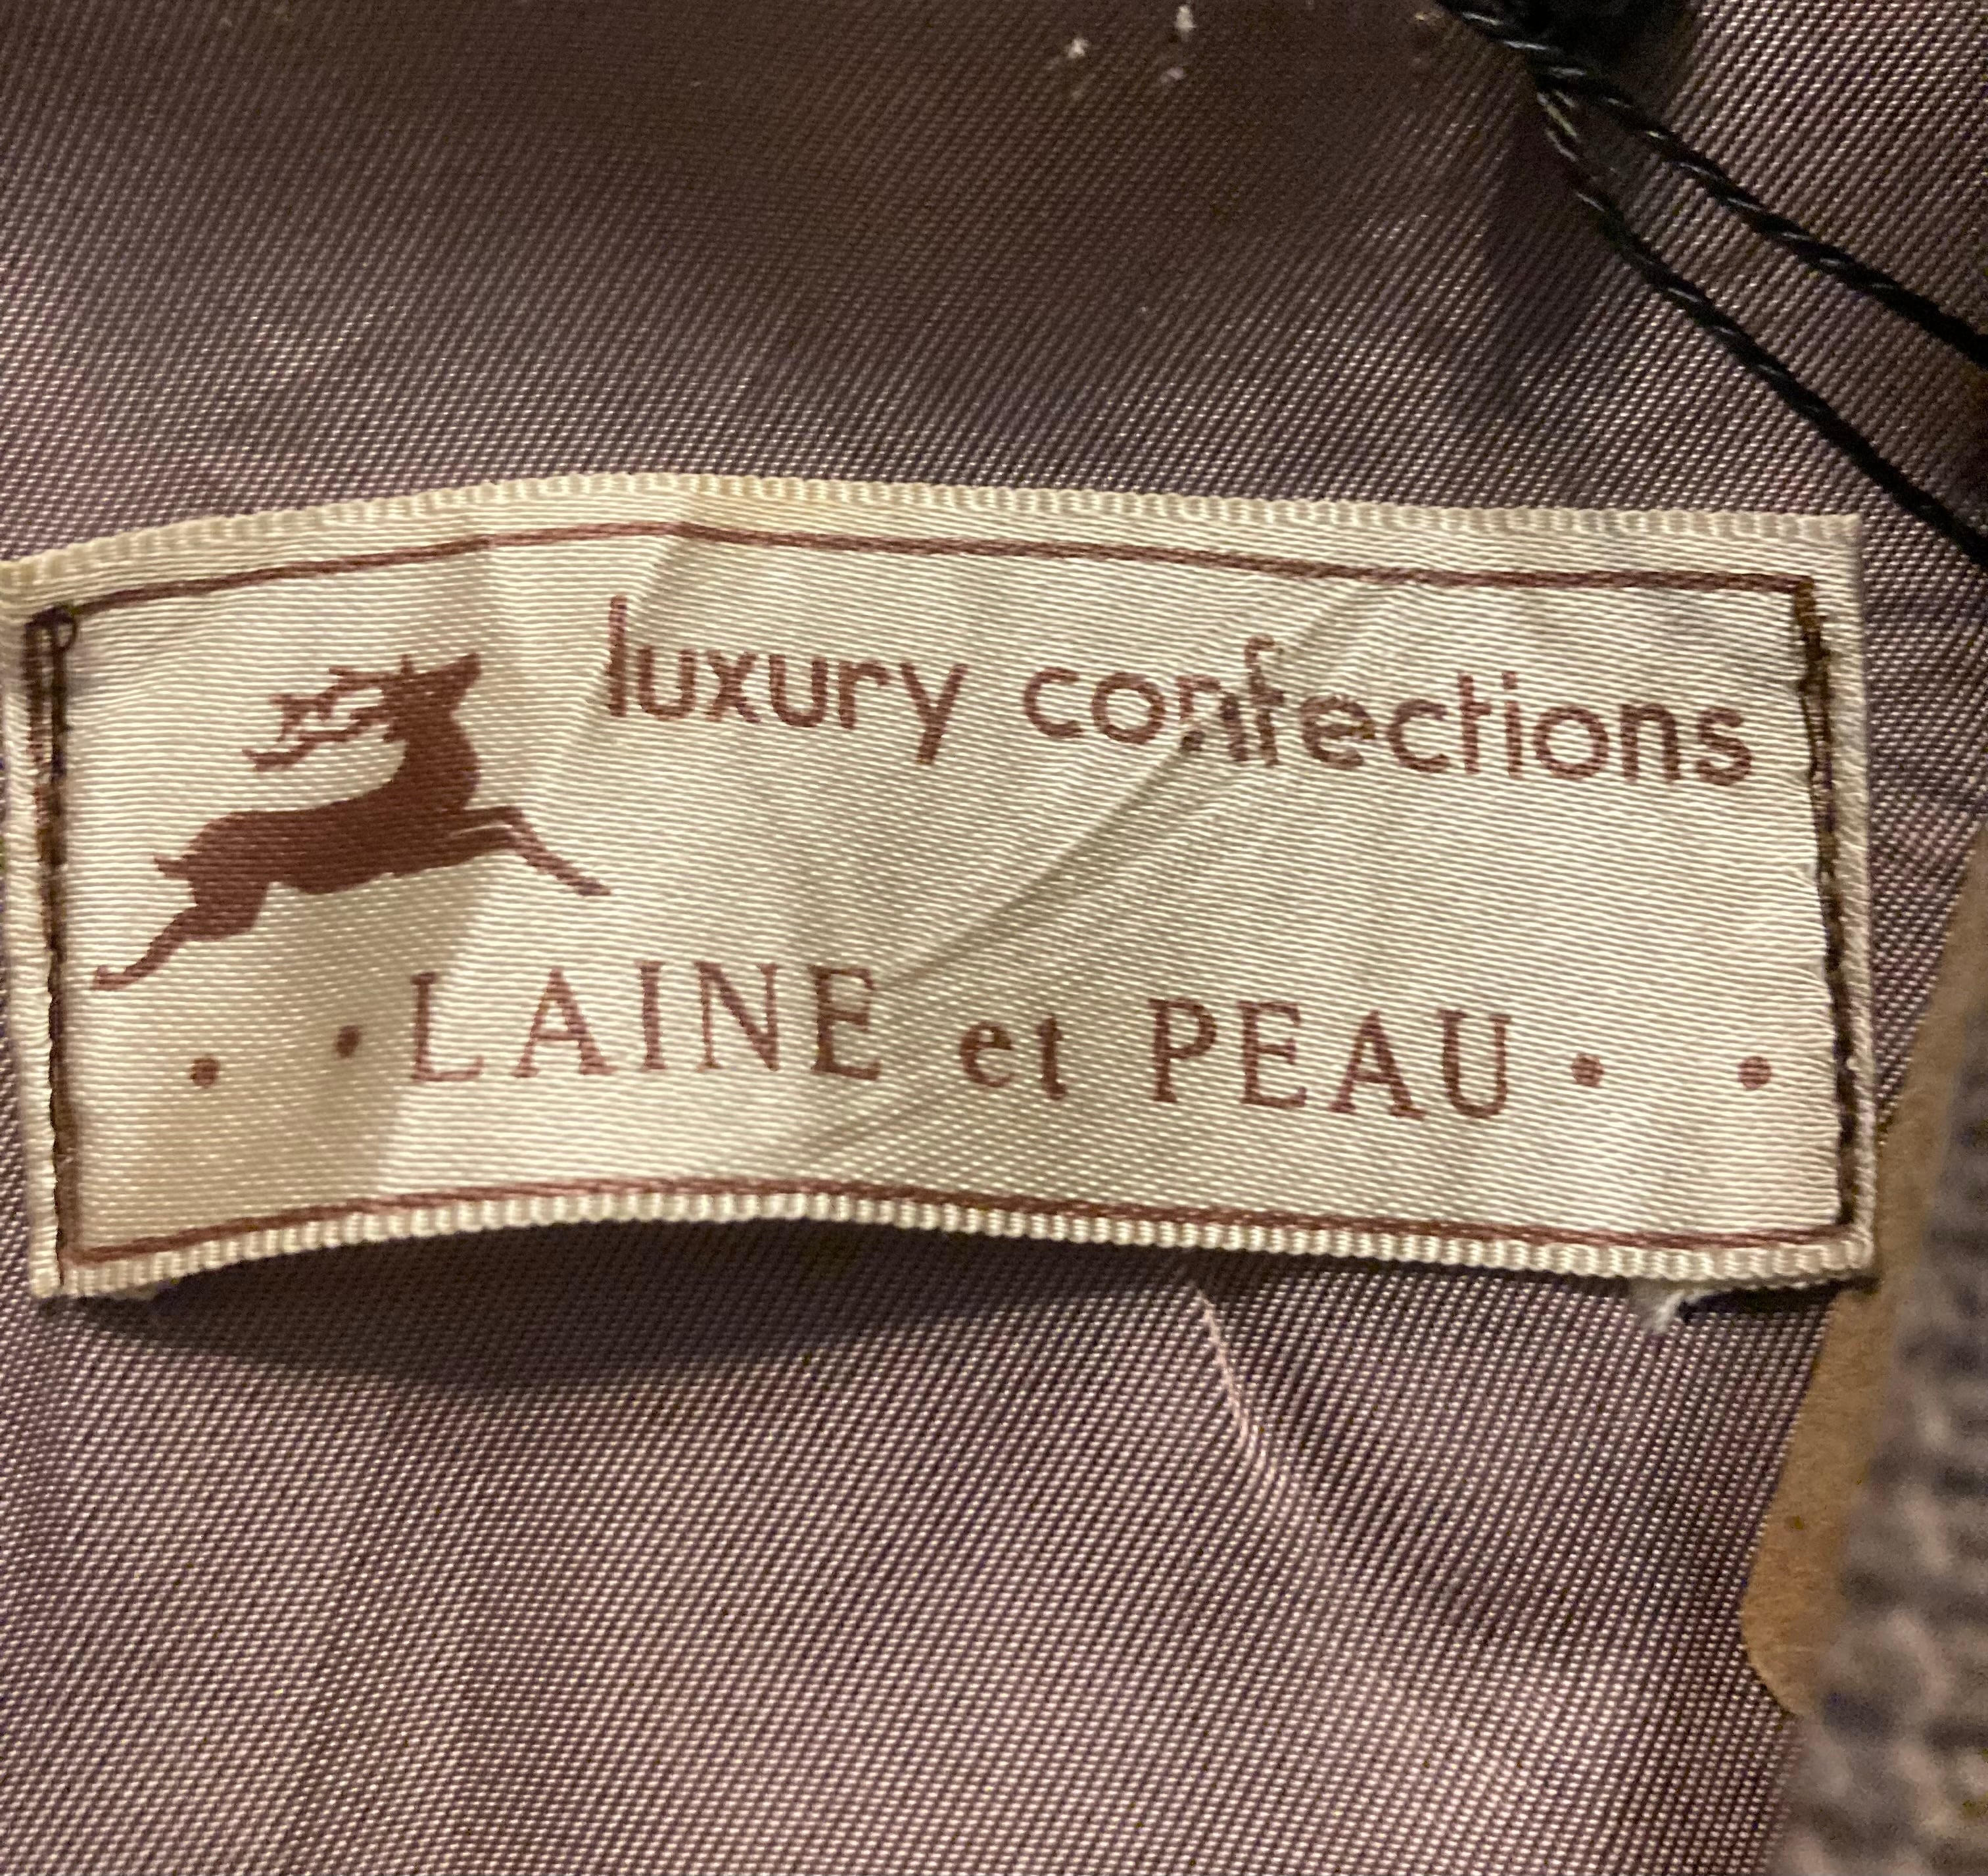 luxury confections
• • LAINE et PEAU • •